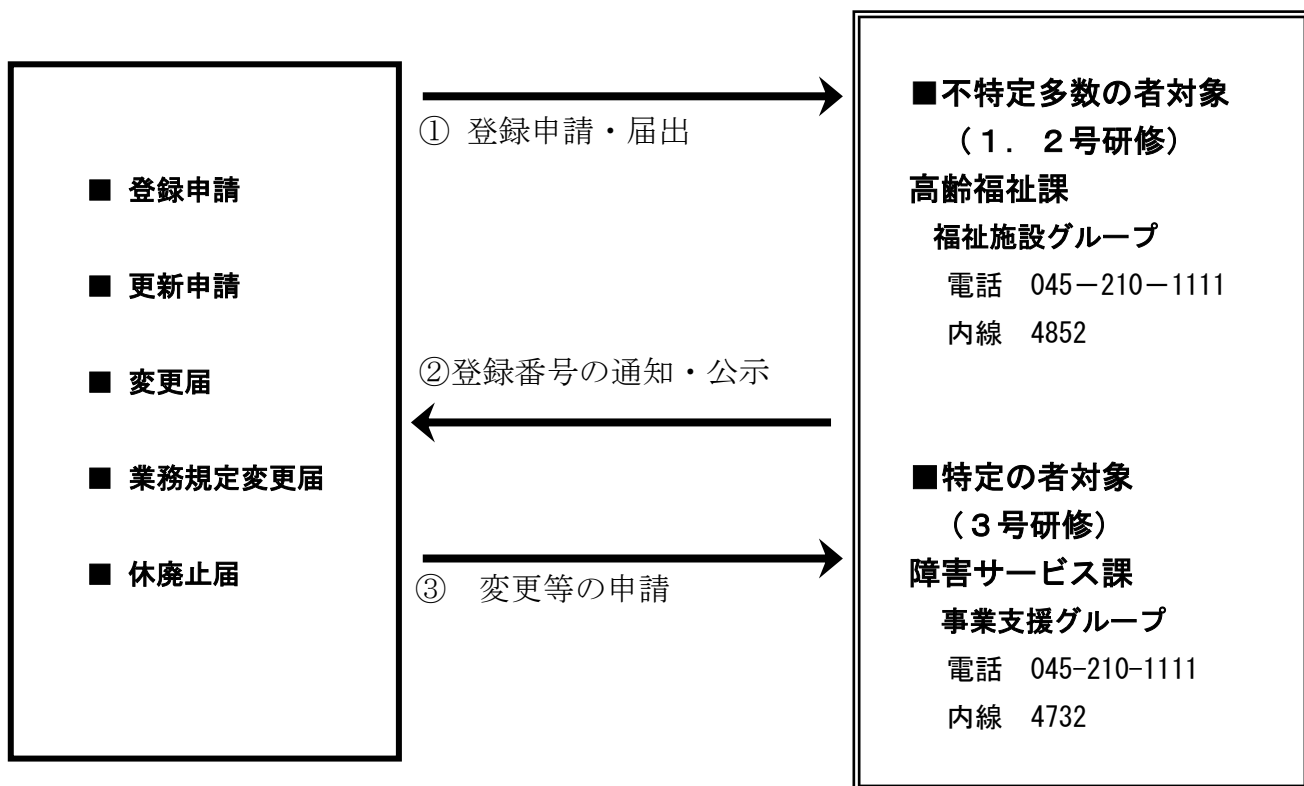 ■ 登録申請
■ 更新申請
■ 変更届
■ 業務規定変更届
■ 休廃止届
① 登録申請・届出
②登録番号の通知・公示
③　変更等の申請
■不特定多数の者対象
（１．２号研修）
高齢福祉課
福祉施設グループ
電話　045－210－1111
内線　4852
■特定の者対象
（３号研修）
障害サービス課
事業支援グループ
電話　045-210-1111
内線　4732